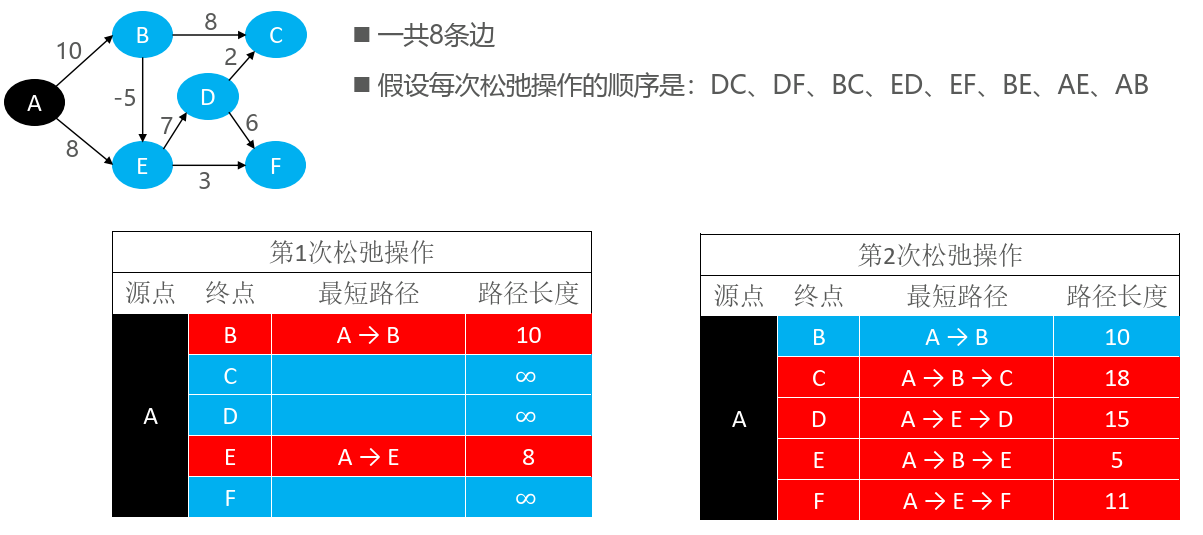 B
8
C
10
A
-5
D
2
7
6
8
E
3
F
■ 一共8条边
■ 假设每次松弛操作的顺序是：DC、DF、BC、ED、EF、BE、AE、AB
第1次松弛操作
源点 终点 最短路径 路径长度
B A → B 10
C ∞
D ∞
A
E A → E 8
F ∞
第2次松弛操作
源点 终点 最短路径 路径长度
B A → B 10
C A → B → C 18
D A → E → D 15
A
E A → B → E 5
F A → E → F 11